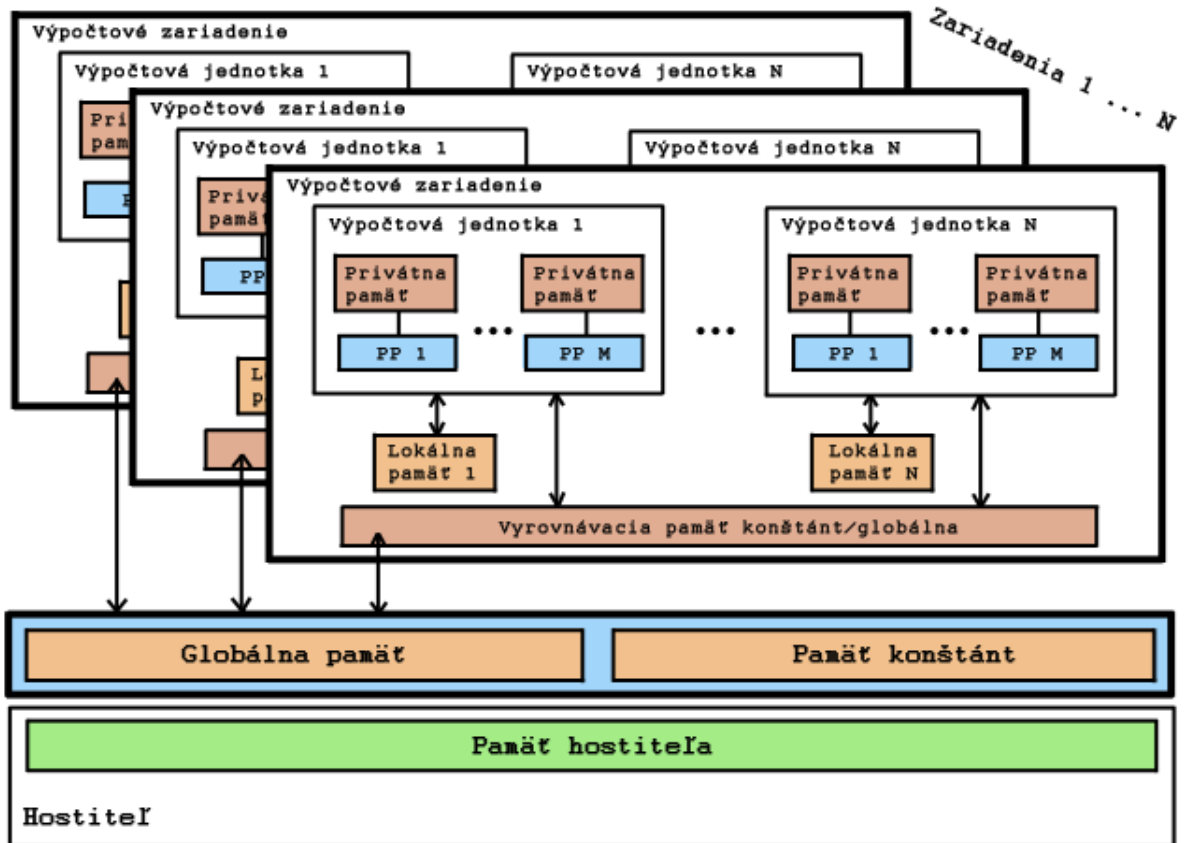 Výpočtové zariadenie
Zariadenia 1 ... N
Výpočtová jednotka 1
Výpočtová jednotka N
Výpočtové zariadenie
Výpočtová jednotka 1
Výpočtová jednotka N
PP
Výpočtové zariadenie
Výpočtová jednotka 1
Výpočtová jednotka N
Privátna
pamäť
Privátna
pamäť
Privátna
pamäť
Privátna
pamäť
...
...
...
PP 1
PP M
PP 1
PP M
Lokálna
pamäť 1
Lokálna
pamäť N
Vyrovnávacia pamäť konštánt/globálna
Globálna pamäť
Pamäť konštánt
Pamäť hostiteľa
Hostiteľ